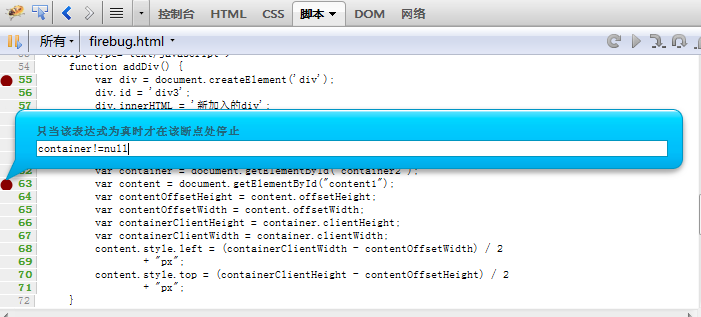 控制台 HTML CSS 脚本 DOM 网络
所有 firebug.html
54 function addDiv() {
55 var div = document.createElement('div');
56 div.id = 'div3';
57 div.innerHTML = '新加入的div';
只当该表达式为真时才在该断点处停止
container!=null
62 var container = document.getElementById("container2");
63 var content = document.getElementById("content1");
64 var contentOffsetHeight = content.offsetHeight;
65 var contentOffsetWidth = content.offsetWidth;
66 var containerClientHeight = container.clientHeight;
67 var containerClientWidth = container.clientWidth;
68 content.style.left = (containerClientWidth - contentOffsetWidth) / 2
69 + "px";
70 content.style.top = (containerClientHeight - contentOffsetHeight) / 2
71 + "px";
72 }